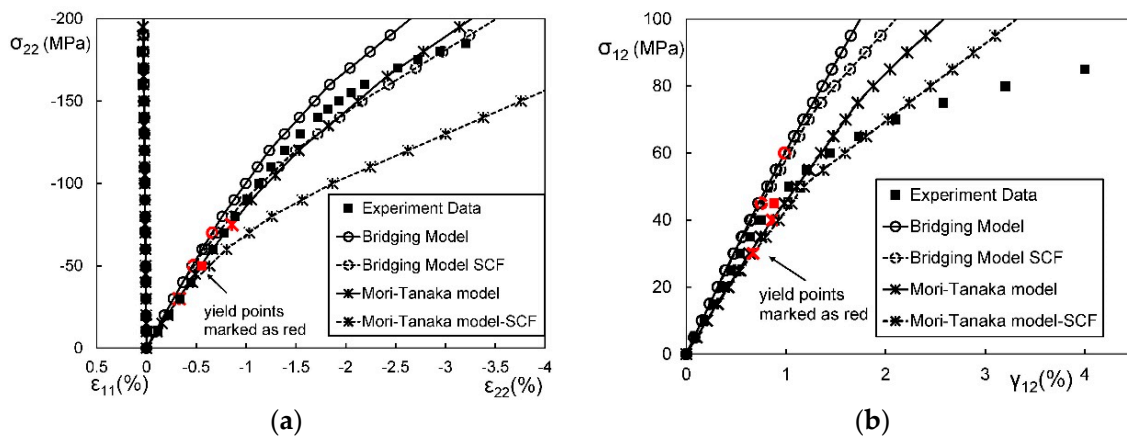 -200
σ22 (MPa)
-150
-100
-50
0
0.5
0
-0.5
-1
-1.5
-2
-2.5
-3
-3.5
-4
ε11(%)
ε22(%)
Experiment Data
Bridging Model
Bridging Model SCF
Mori-Tanaka model
Mori-Tanaka model-SCF
yield points
marked as red
(a)
100
σ12 (MPa)
80
60
40
20
0
0
1
2
3
4
γ12(%)
Experiment Data
Bridging Model
Bridging Model SCF
Mori-Tanaka model
Mori-Tanaka model-SCF
yield points
marked as red
(b)